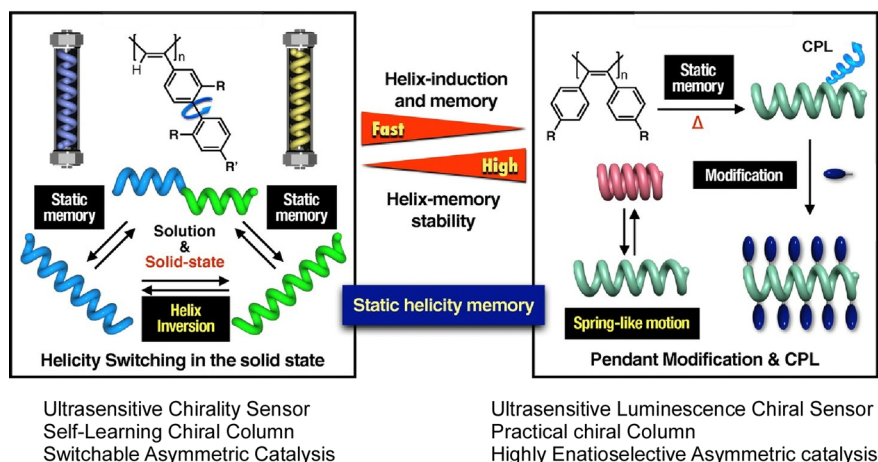 H
n
R
R
R'
Static
memory
Static
memory
Solution
&
Solid-state
Helix
Inversion
Helicity Switching in the solid state
Helix-induction
and memory
Fast
High
Helix-memory
stability
Static helicity memory
n
R
R
Static
memory
Δ
CPL
Modification
Spring-like motion
Pendant Modification & CPL
Ultrasensitive Chirality Sensor
Self-Learning Chiral Column
Switchable Asymmetric Catalysis
Ultrasensitive Luminescence Chiral Sensor
Practical chiral Column
Highly Enatioselective Asymmetric catalysis